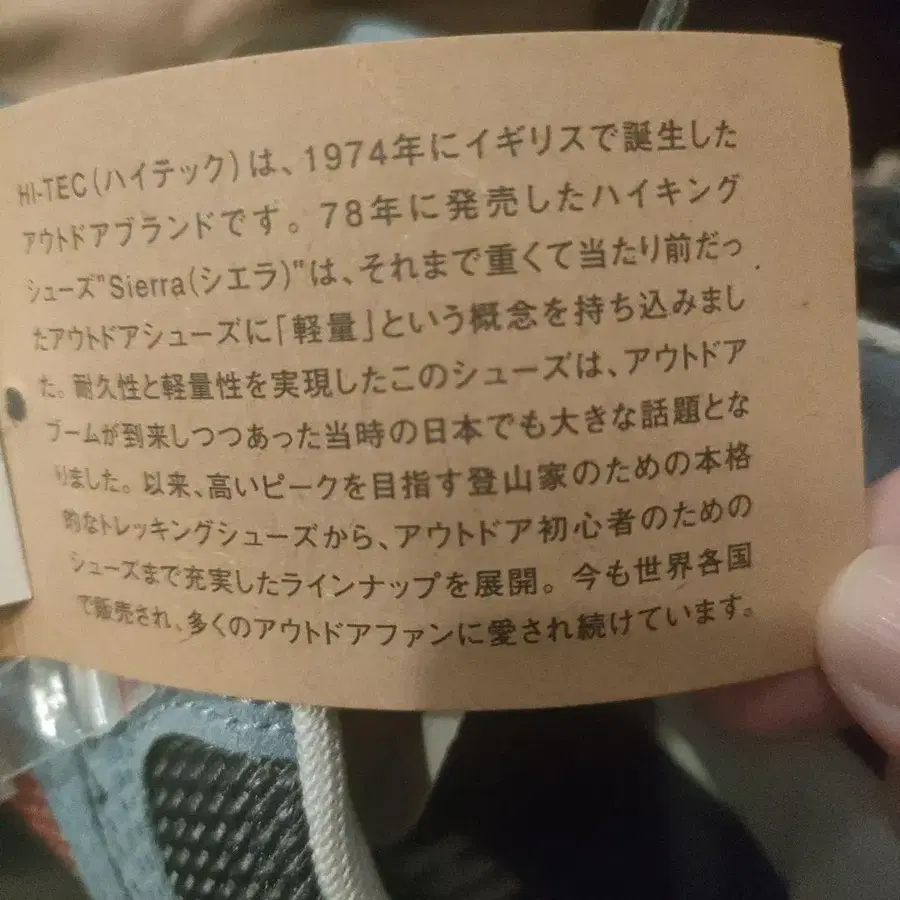 HI-TEC(ハイテック)は、1974年にイギリスで誕生した
アウトドアブランドです。78年に発売したハイキング
シューズ"Sierra(シエラ)"は、それまで重くて当たり前だっ
たアウトドアシューズに「軽量」という概念を持ち込みまし
た。耐久性と軽量性を実現したこのシューズは、アウトドア
ブームが到来しつつあった当時の日本でも大きな話題とな
りました。以来、高いピークを目指す登山家のための本格
的なトレッキングシューズから、アウトドア初心者のための
シューズまで充実したラインナップを展開。今も世界各国
で販売され、多くのアウトドアファンに愛され続けています。